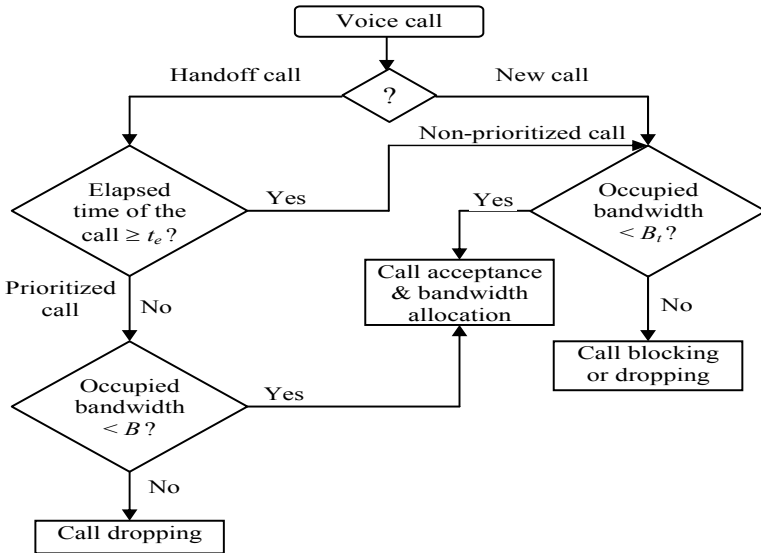 Voice call
Handoff call
New call
?
Non-prioritized call
Elapsed
time of the
call ≥ tₑ ?
Yes
Yes
Occupied
bandwidth
< Bₜ ?
Call acceptance
& bandwidth
allocation
Prioritized
call
No
No
Call blocking
or dropping
Occupied
bandwidth
< B ?
Yes
No
Call dropping